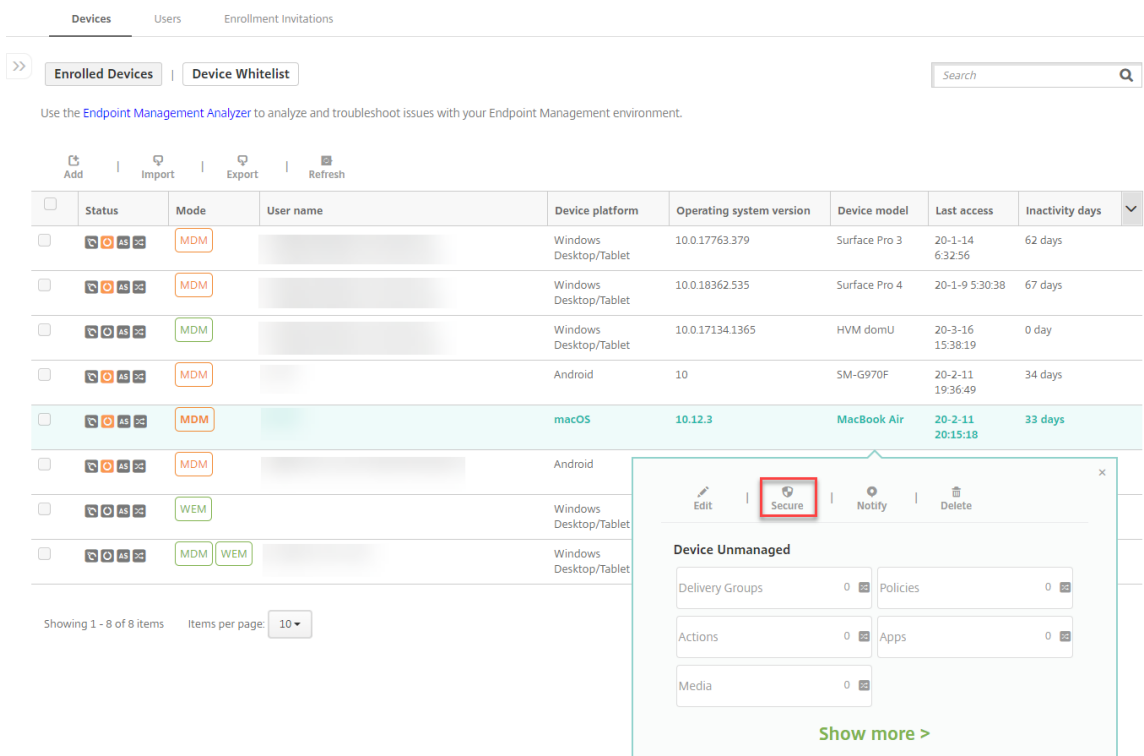 Devices Users Enrollment Invitations
Enrolled Devices | Device Whitelist Search
Use the Endpoint Management Analyzer to analyze and troubleshoot issues with your Endpoint Management environment.
Add | Import | Export | Refresh
Status Mode User name Device platform Operating system version Device model Last access Inactivity days
AS MDM Windows 10.0.17763.379 Surface Pro 3 20-1-14 62 days
Desktop/Tablet 6:32:56
AS MDM Windows 10.0.18362.535 Surface Pro 4 20-1-9 5:30:38 67 days
Desktop/Tablet
AS MDM Windows 10.0.17134.1365 HVM domU 20-3-16 0 day
Desktop/Tablet 15:38:19
AS MDM Android 10 SM-G970F 20-2-11 34 days
19:36:49
AS MDM macOS 10.12.3 MacBook Air 20-2-11 33 days
20:15:18
AS MDM Android
AS WEM Windows
Desktop/Tablet
AS MDM WEM Windows
Desktop/Tablet
Showing 1 - 8 of 8 items Items per page: 10
Edit | Secure | Notify | Delete
Device Unmanaged
Delivery Groups 0 Policies 0
Actions 0 Apps 0
Media 0
Show more >